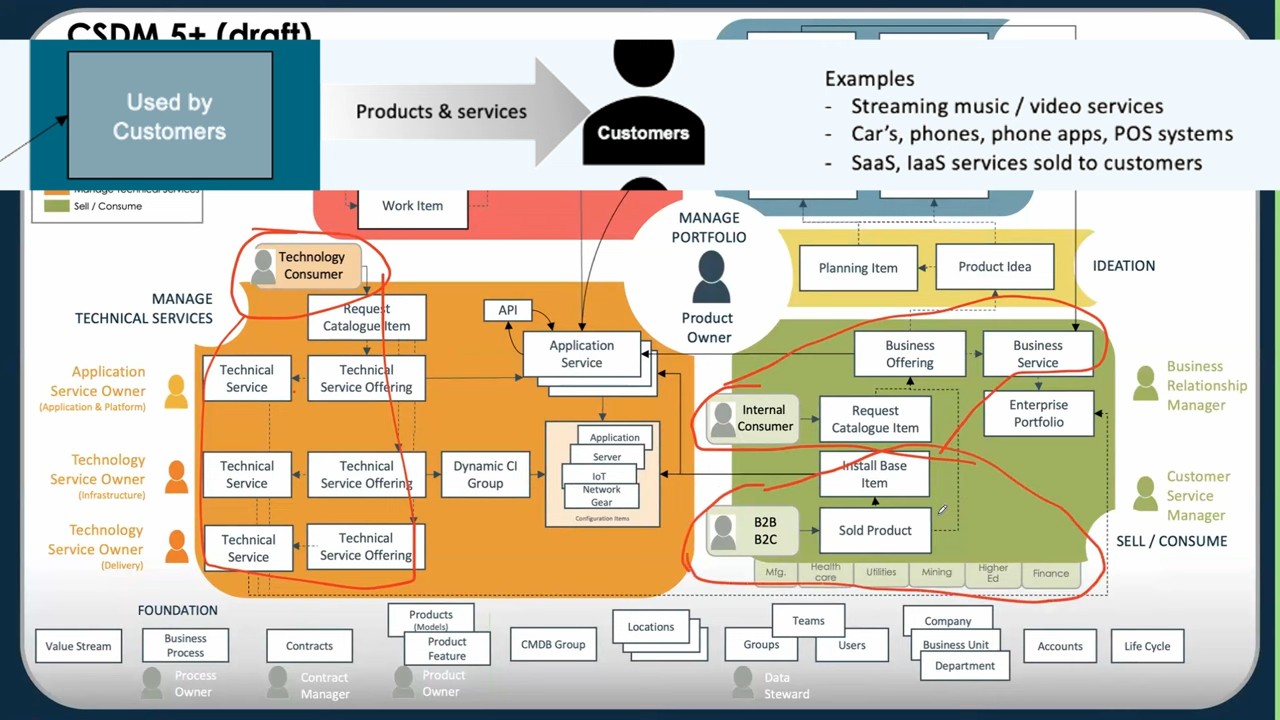 CSDM 5+ (draft)
Used by
Customers
Products & services
Customers
Examples
- Streaming music / video services
- Car's, phones, phone apps, POS systems
- SaaS, IaaS services sold to customers
Manage Technical Services
Sell / Consume
Work Item
MANAGE
PORTFOLIO
Product
Owner
Planning Item
Product Idea
IDEATION
Technology
Consumer
MANAGE
TECHNICAL SERVICES
Request
Catalogue Item
API
Application
Service
Business
Offering
Business
Service
Application
Service Owner
(Application & Platform)
Technical
Service
Technical
Service Offering
Business
Relationship
Manager
Internal
Consumer
Request
Catalogue Item
Enterprise
Portfolio
Technology
Service Owner
(Infrastructure)
Technical
Service
Technical
Service Offering
Dynamic CI
Group
Application
Server
IoT
Network
Gear
Configuration Items
Install Base
Item
Customer
Service
Manager
B2B
B2C
Sold Product
SELL / CONSUME
Technology
Service Owner
(Delivery)
Technical
Service
Technical
Service Offering
Mfg.
Health
care
Utilities
Mining
Higher
Ed
Finance
FOUNDATION
Value Stream
Business
Process
Contracts
Products
(Models)
Product
Feature
CMDB Group
Locations
Groups
Teams
Users
Company
Business Unit
Department
Accounts
Life Cycle
Process
Owner
Contract
Manager
Product
Owner
Data
Steward